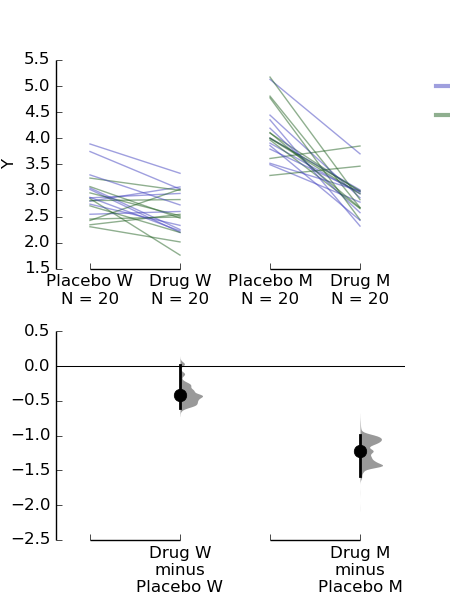 5.5
5.0
4.5
4.0
3.5
3.0
2.5
2.0
1.5
Y
Placebo W
N = 20
Drug W
N = 20
Placebo M
N = 20
Drug M
N = 20
0.5
0.0
−0.5
−1.0
−1.5
−2.0
−2.5
Drug W
minus
Placebo W
Drug M
minus
Placebo M